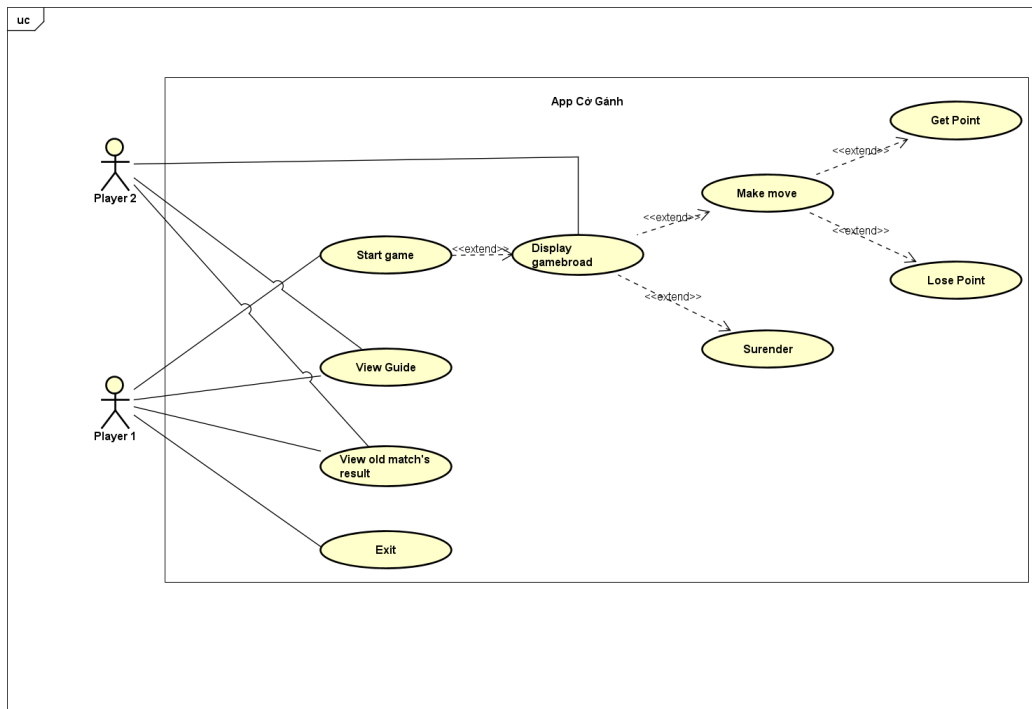 uc
App Cờ Gánh
Get Point
<<extend>>
Player 2
Make move
<<extend>>
<<extend>>
Display
gamebroad
Start game
<<extend>>
Lose Point
<<extend>>
Surender
View Guide
Player 1
View old match's
result
Exit